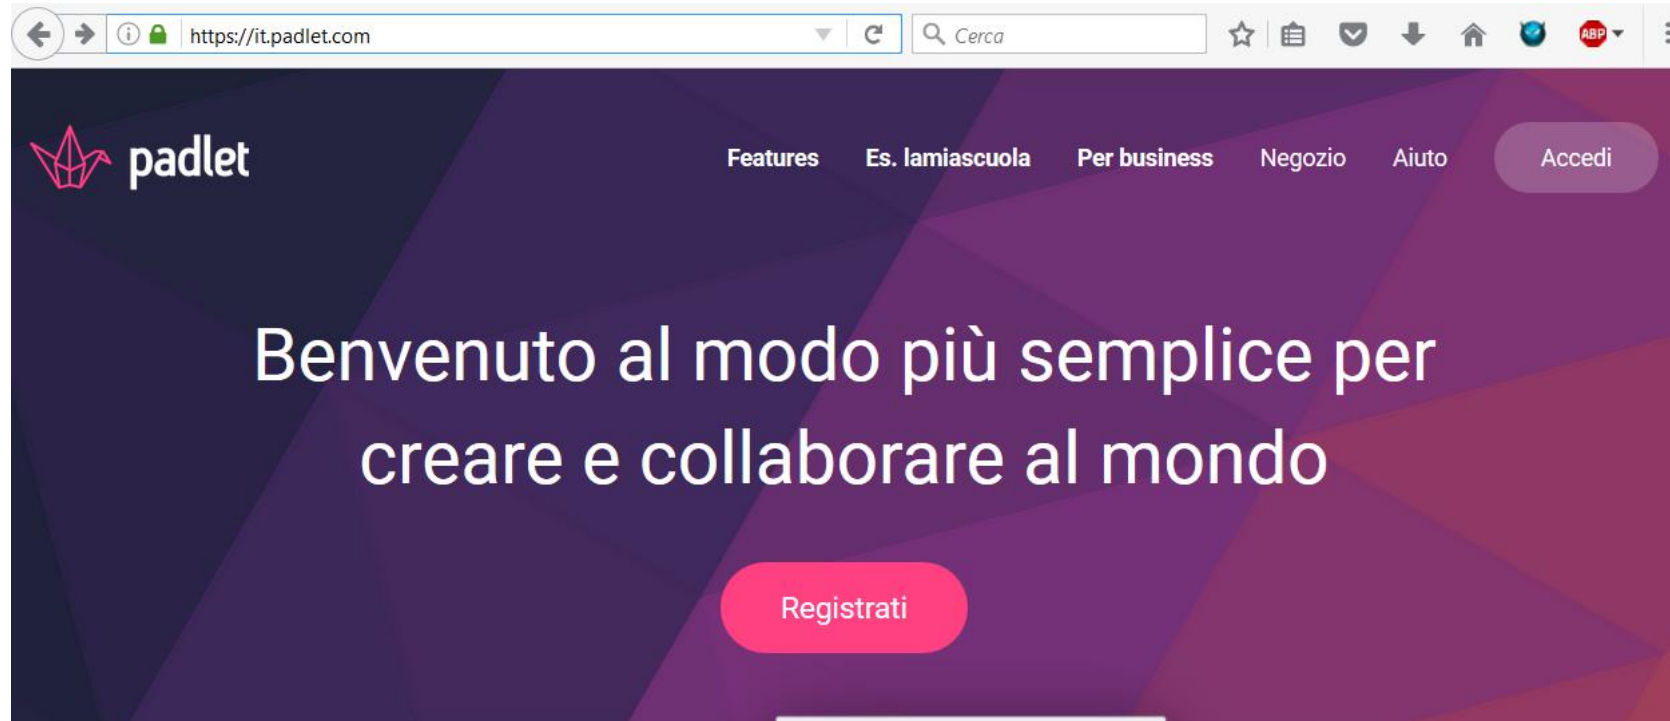 https://it.padlet.com
Cerca
ABP
padlet
Features Es. lamiascuola Per business Negozio Aiuto Accedi
Benvenuto al modo più semplice per
creare e collaborare al mondo
Registrati